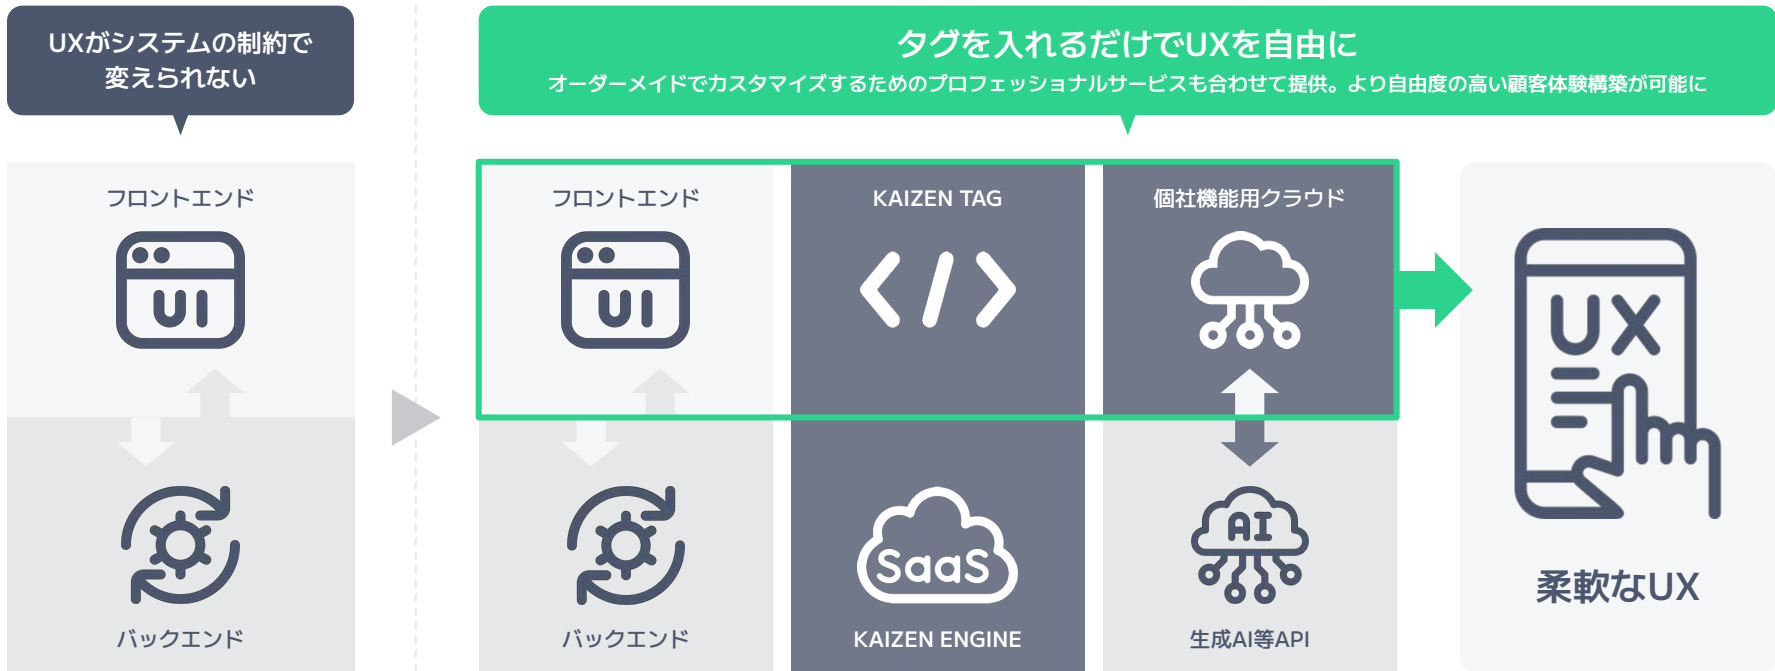 UXがシステムの制約で
変えられない
タグを入れるだけでUXを自由に
オーダーメイドでカスタマイズするためのプロフェッショナルサービスも合わせて提供。より自由度の高い顧客体験構築が可能に
フロントエンド
UI
バックエンド
フロントエンド
UI
バックエンド
KAIZEN TAG
</>
SaaS
KAIZEN ENGINE
個社機能用クラウド
AI
生成AI等API
UX
柔軟なUX